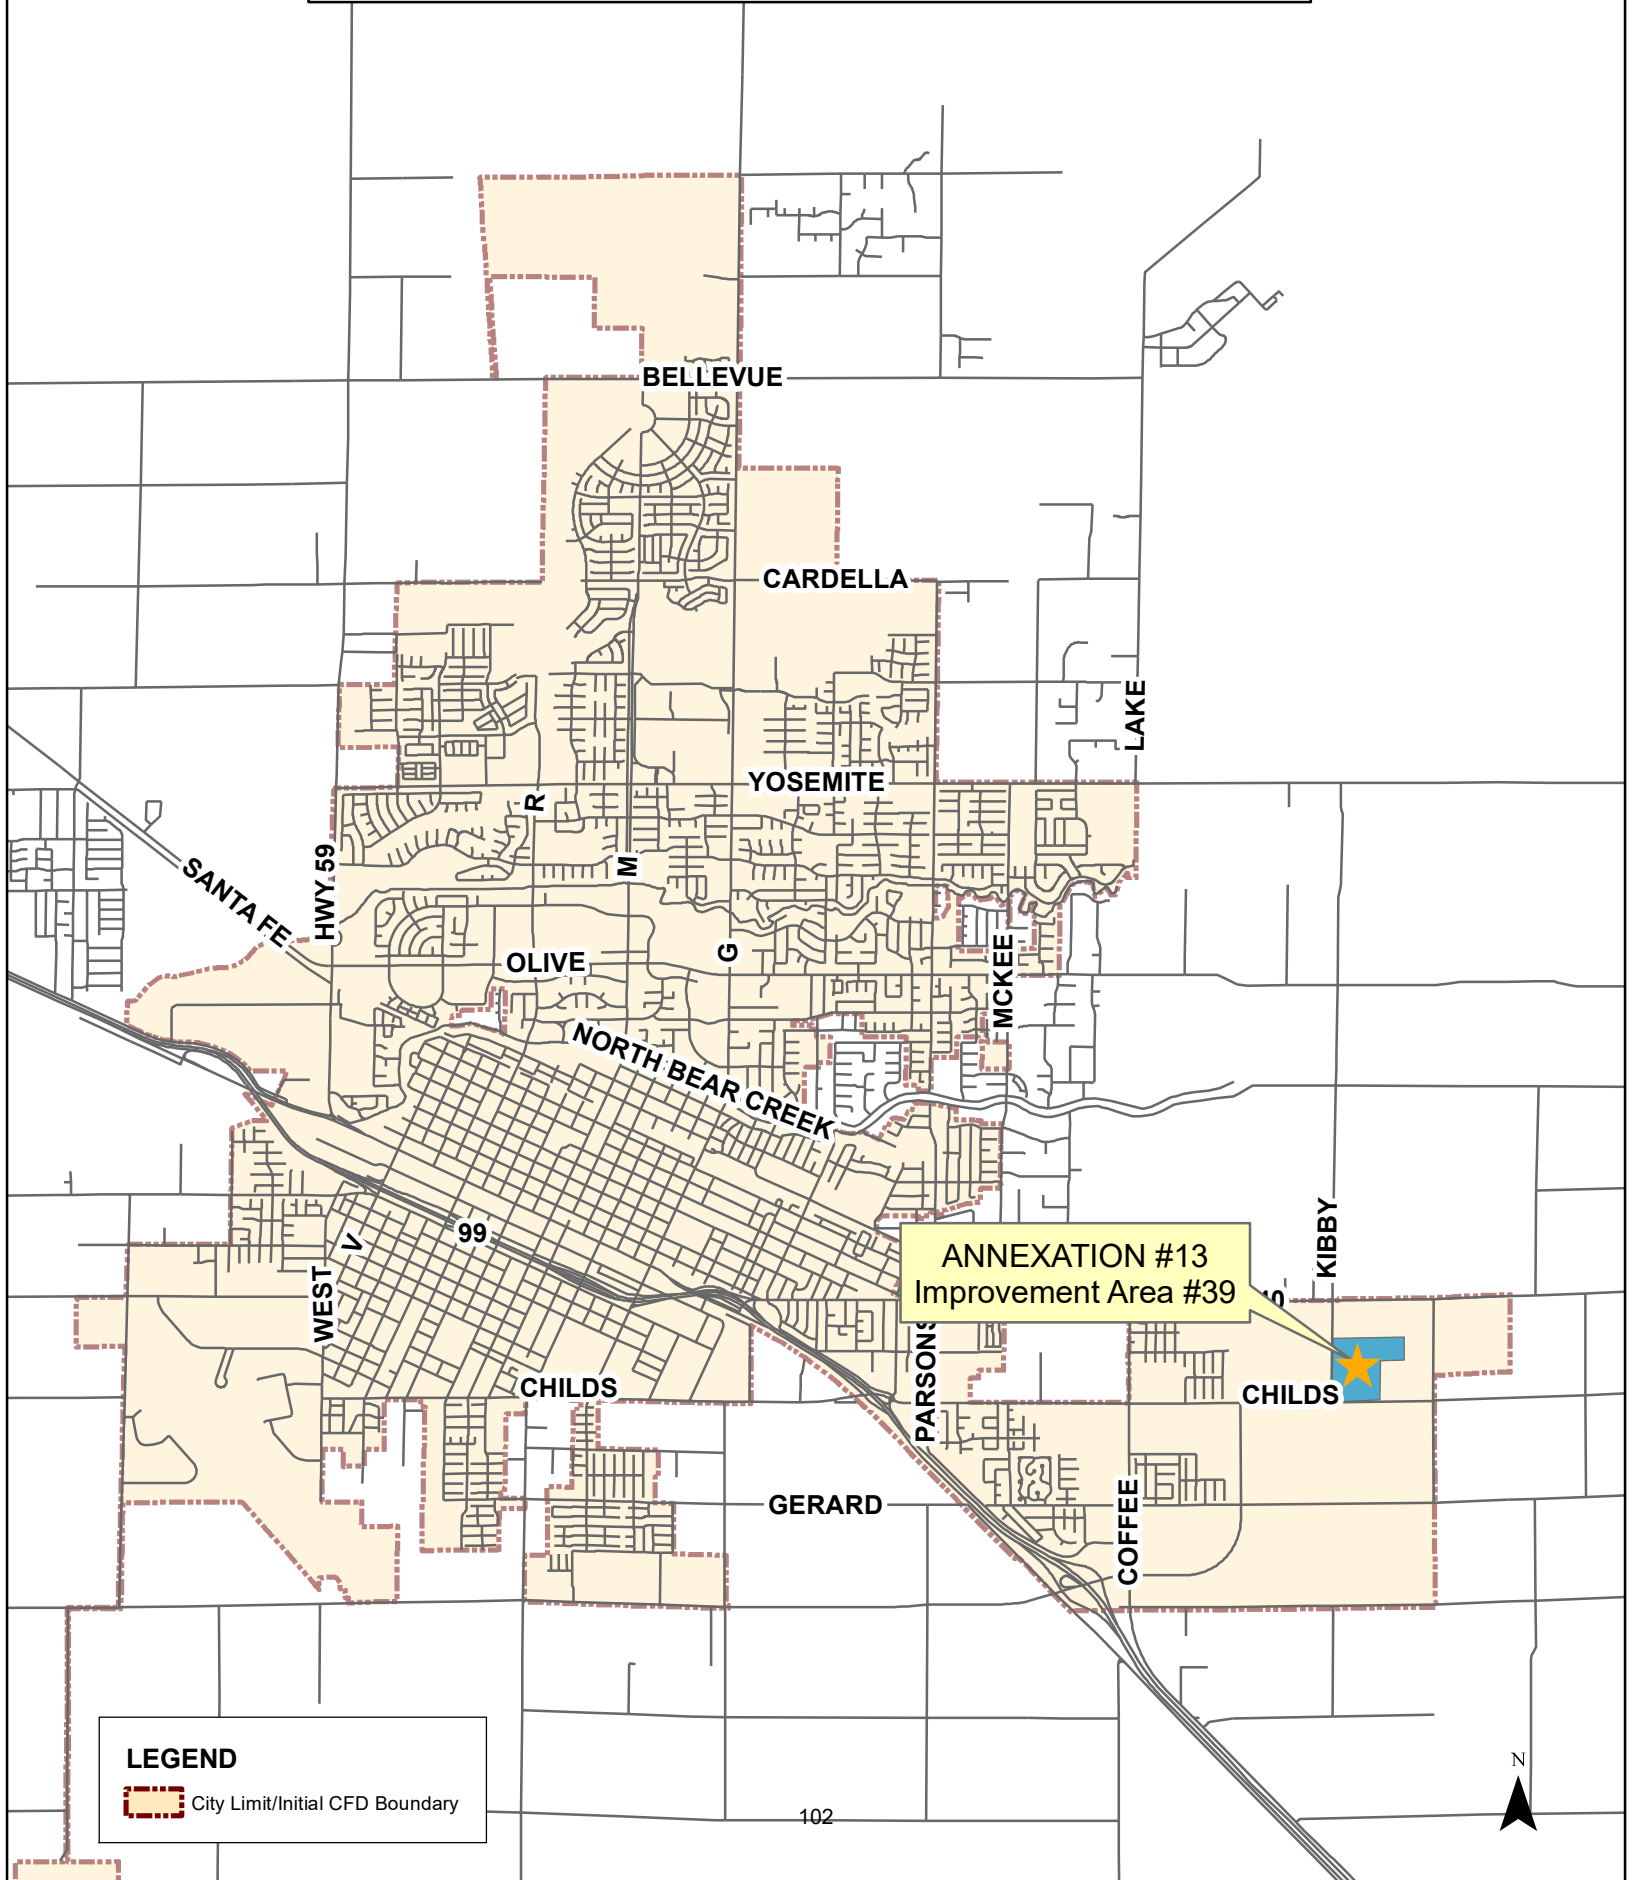 BELLEVUE
CARDELLA
LAKE
YOSEMITE
R
HWY 59
M
SANTA FE
G
OLIVE
MCKEE
NORTH BEAR CREEK
KIBBY
99
V
WEST
ANNEXATION #13
Improvement Area #39
PARSONS
CHILDS
CHILDS
GERARD
COFFEE
LEGEND
City Limit/Initial CFD Boundary
102
N